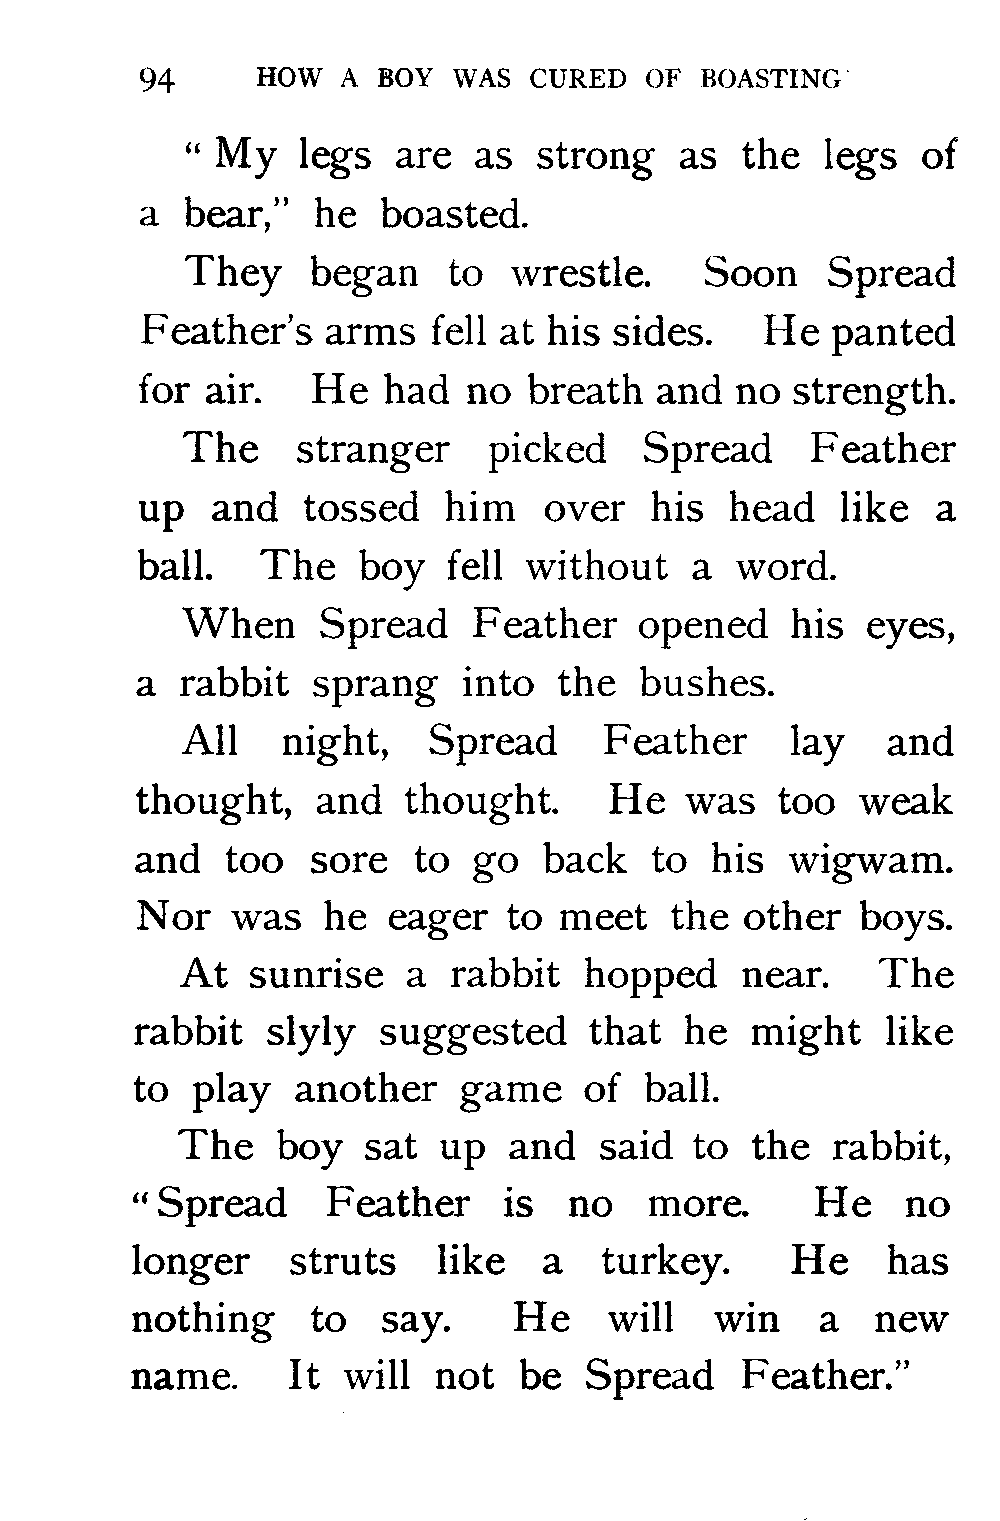 94 HOW A BOY WAS CURED OF BOASTING
" My legs are as strong as the legs of
a bear," he boasted.
They began to wrestle. Soon Spread
Feather's arms fell at his sides. He panted
for air. He had no breath and no strength.
The stranger picked Spread Feather
up and tossed him over his head like a
ball. The boy fell without a word.
When Spread Feather opened his eyes,
a rabbit sprang into the bushes.
All night, Spread Feather lay and
thought, and thought. He was too weak
and too sore to go back to his wigwam.
Nor was he eager to meet the other boys.
At sunrise a rabbit hopped near. The
rabbit slyly suggested that he might like
to play another game of ball.
The boy sat up and said to the rabbit,
"Spread Feather is no more. He no
longer struts like a turkey. He has
nothing to say. He will win a new
name. It will not be Spread Feather."